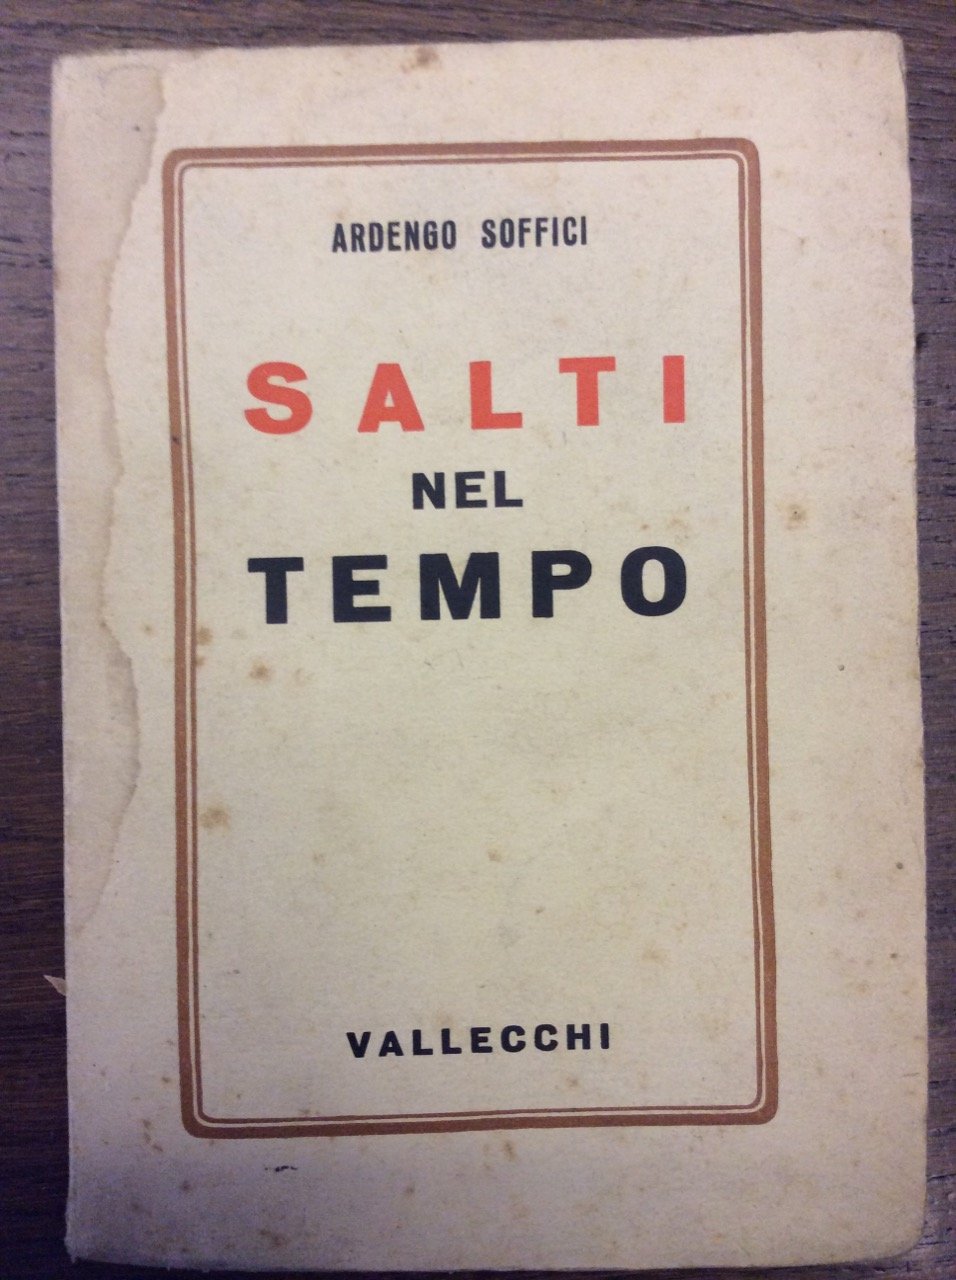 ARDENGO SOFFICI
SALTI
NEL
TEMPO
VALLECCHI